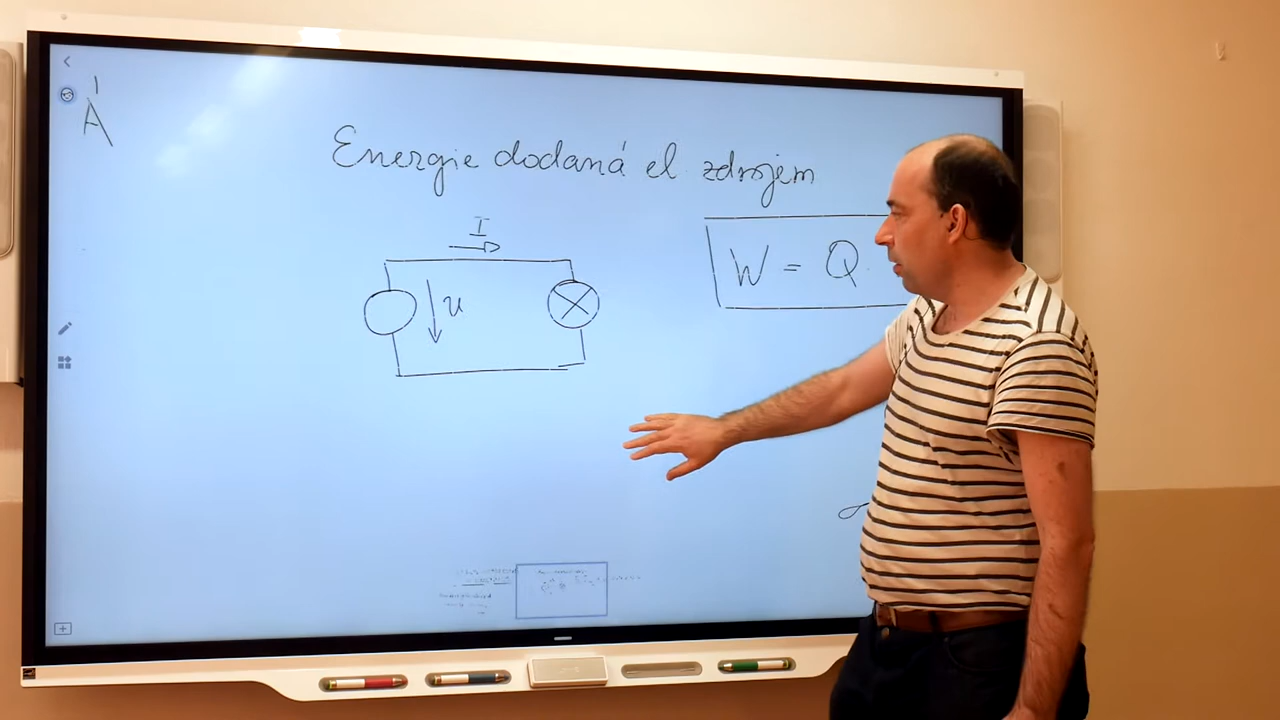 Á
Energie dodaná el. zdrojem
I
u
W = Q